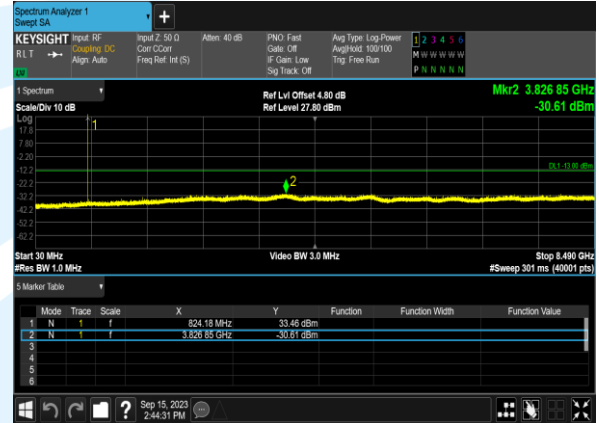 Spectrum Analyzer 1
Swept SA
KEYSIGHT
RLT
Input: RF
Coupling: DC
Align: Auto
Input Z: 50 Ω
Corr CCorr
Freq Ref: Int (S)
Atten: 40 dB
PNO: Fast
Gate: Off
IF Gain: Low
Sig Track: Off
Avg Type: Log-Power
Avg|Hold: 100/100
Trig: Free Run
1 2 3 4 5 6
M W W W W W
P N N N N N
1 Spectrum
Scale/Div 10 dB
Ref Lvl Offset 4.80 dB
Ref Level 27.80 dBm
Mkr2 3.826 85 GHz
-30.61 dBm
Log
17.8
7.80
-2.20
-12.2
-22.2
-32.2
-42.2
-52.2
-62.2
1
2
DL1 -13.00 dBm
Start 30 MHz
#Res BW 1.0 MHz
Video BW 3.0 MHz
Stop 8.490 GHz
#Sweep 301 ms (40001 pts)
5 Marker Table
Mode Trace Scale X Y Function Function Width Function Value
1 N 1 f 824.18 MHz 33.46 dBm
2 N 1 f 3.826 85 GHz -30.61 dBm
3
4
5
6
?
Sep 15, 2023
2:44:31 PM